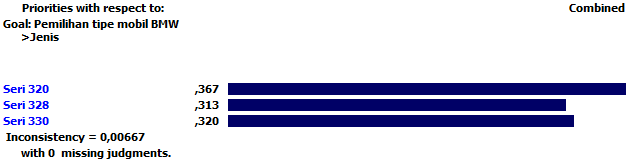 Priorities with respect to: Combined
Goal: Pemilihan tipe mobil BMW
>Jenis
Seri 320 ,367
Seri 328 ,313
Seri 330 ,320
Inconsistency = 0,00667
with 0 missing judgments.